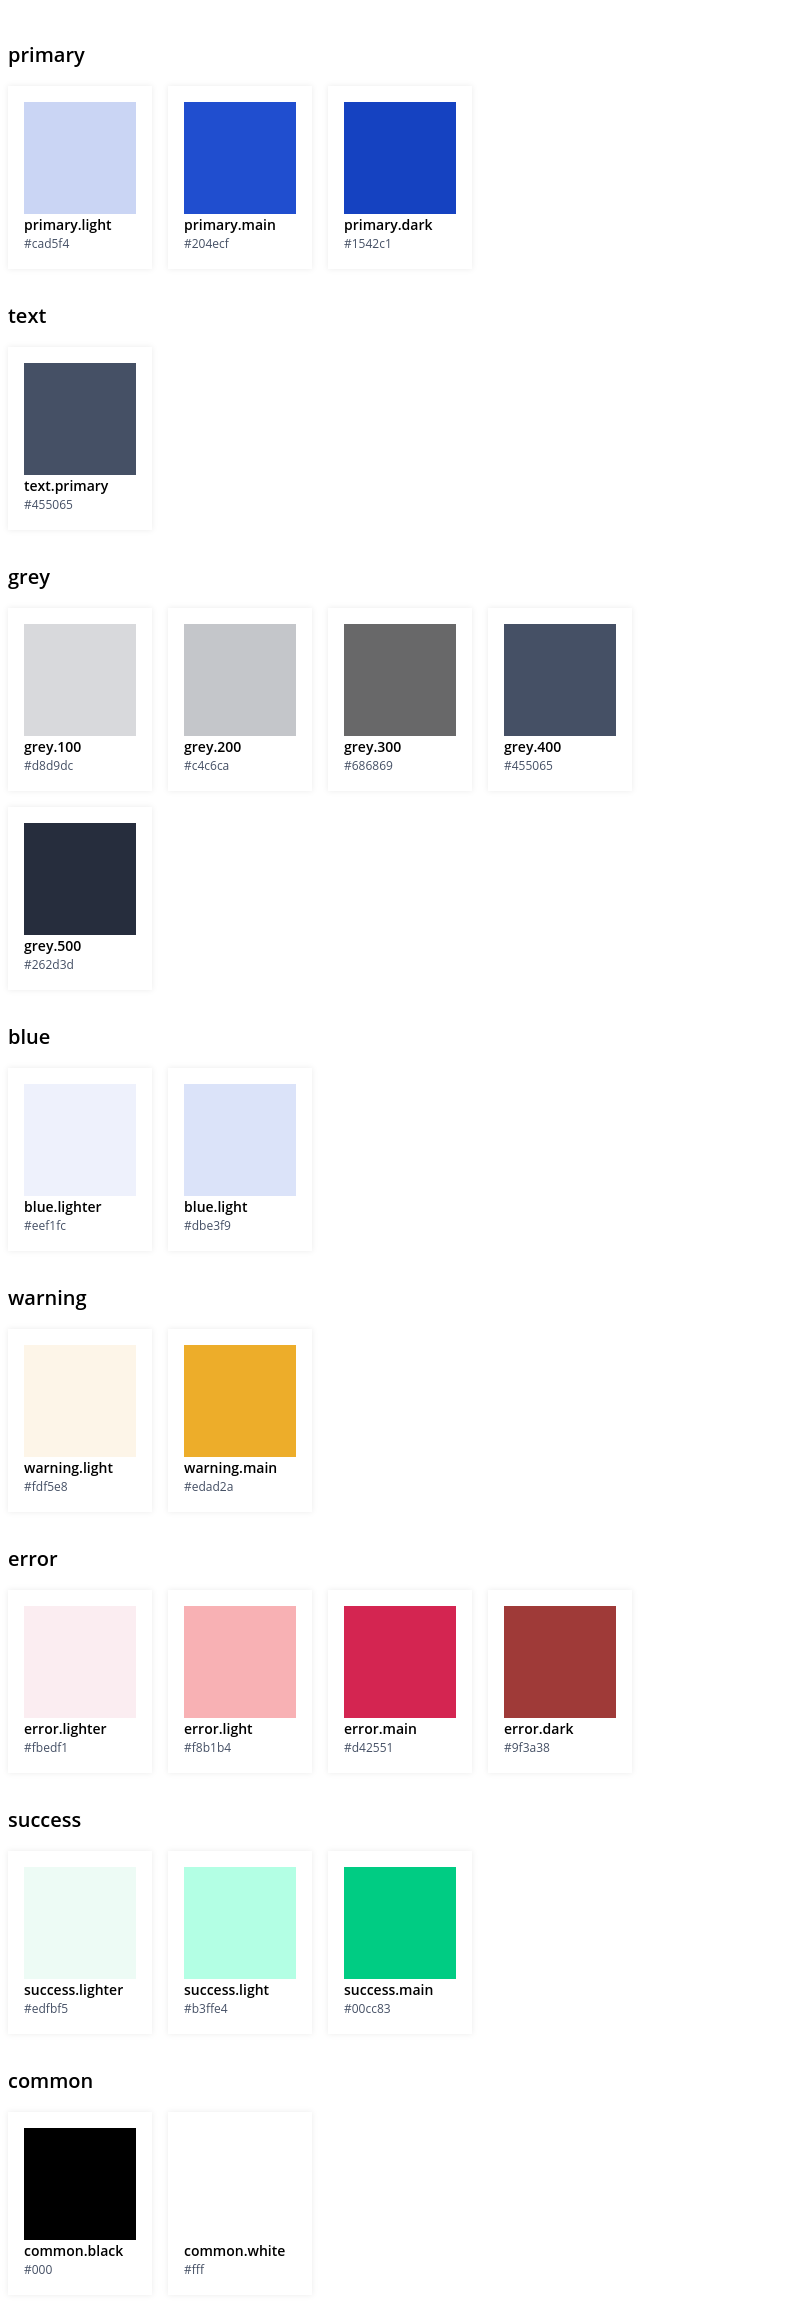 primary
primary.light
#cad5f4
primary.main
#204ecf
primary.dark
#1542c1
text
text.primary
#455065
grey
grey.100
#d8d9dc
grey.200
#c4c6ca
grey.300
#686869
grey.400
#455065
grey.500
#262d3d
blue
blue.lighter
#eef1fc
blue.light
#dbe3f9
warning
warning.light
#fdf5e8
warning.main
#edad2a
error
error.lighter
#fbedf1
error.light
#f8b1b4
error.main
#d42551
error.dark
#9f3a38
success
success.lighter
#edfbf5
success.light
#b3ffe4
success.main
#00cc83
common
common.black
#000
common.white
#fff